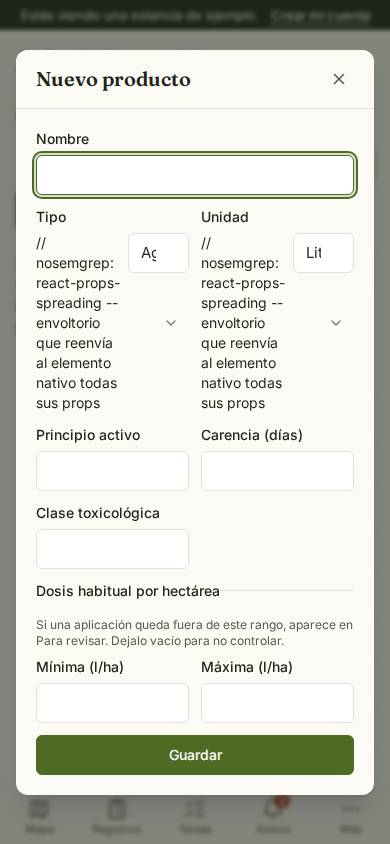 Estás viendo una estancia de ejemplo. Crear mi cuenta
Nuevo producto
Nombre
Tipo
Unidad
// nosemgrep: react-props-spreading -- envoltorio que reenvía al elemento nativo todas sus props
Ag
// nosemgrep: react-props-spreading -- envoltorio que reenvía al elemento nativo todas sus props
Lit
Principio activo
Carencia (días)
Clase toxicológica
Dosis habitual por hectárea
Si una aplicación queda fuera de este rango, aparece en
Para revisar. Dejalo vacío para no controlar.
Mínima (l/ha)
Máxima (l/ha)
Guardar
Mapa Registros Tareas Avisos Más